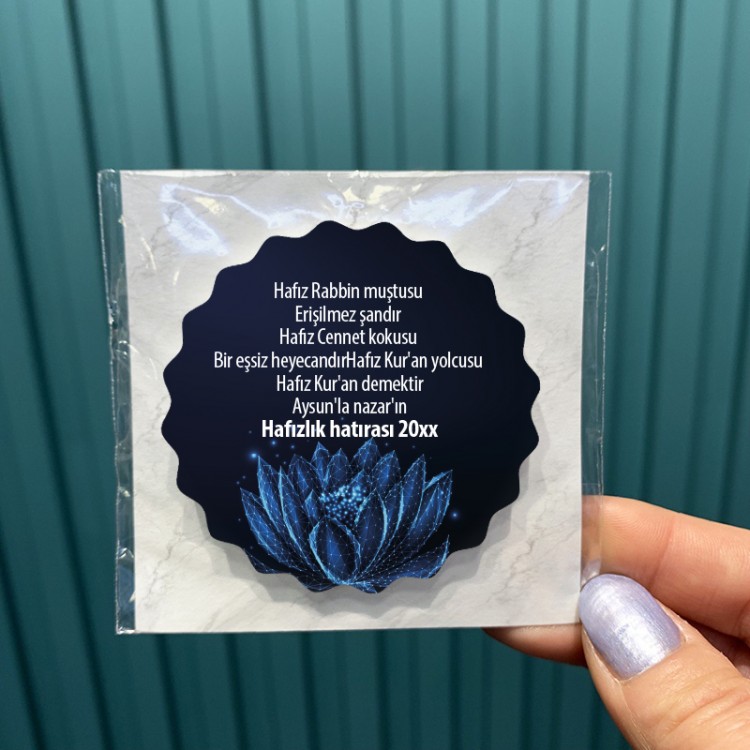 Hafız Rabbin muştusu
Erişilmez şandır
Hafız Cennet kokusu
Bir eşsiz heyecandırHafız Kur'an yolcusu
Hafız Kur'an demektir
Aysun'la nazar'ın
Hafızlık hatırası 20xx